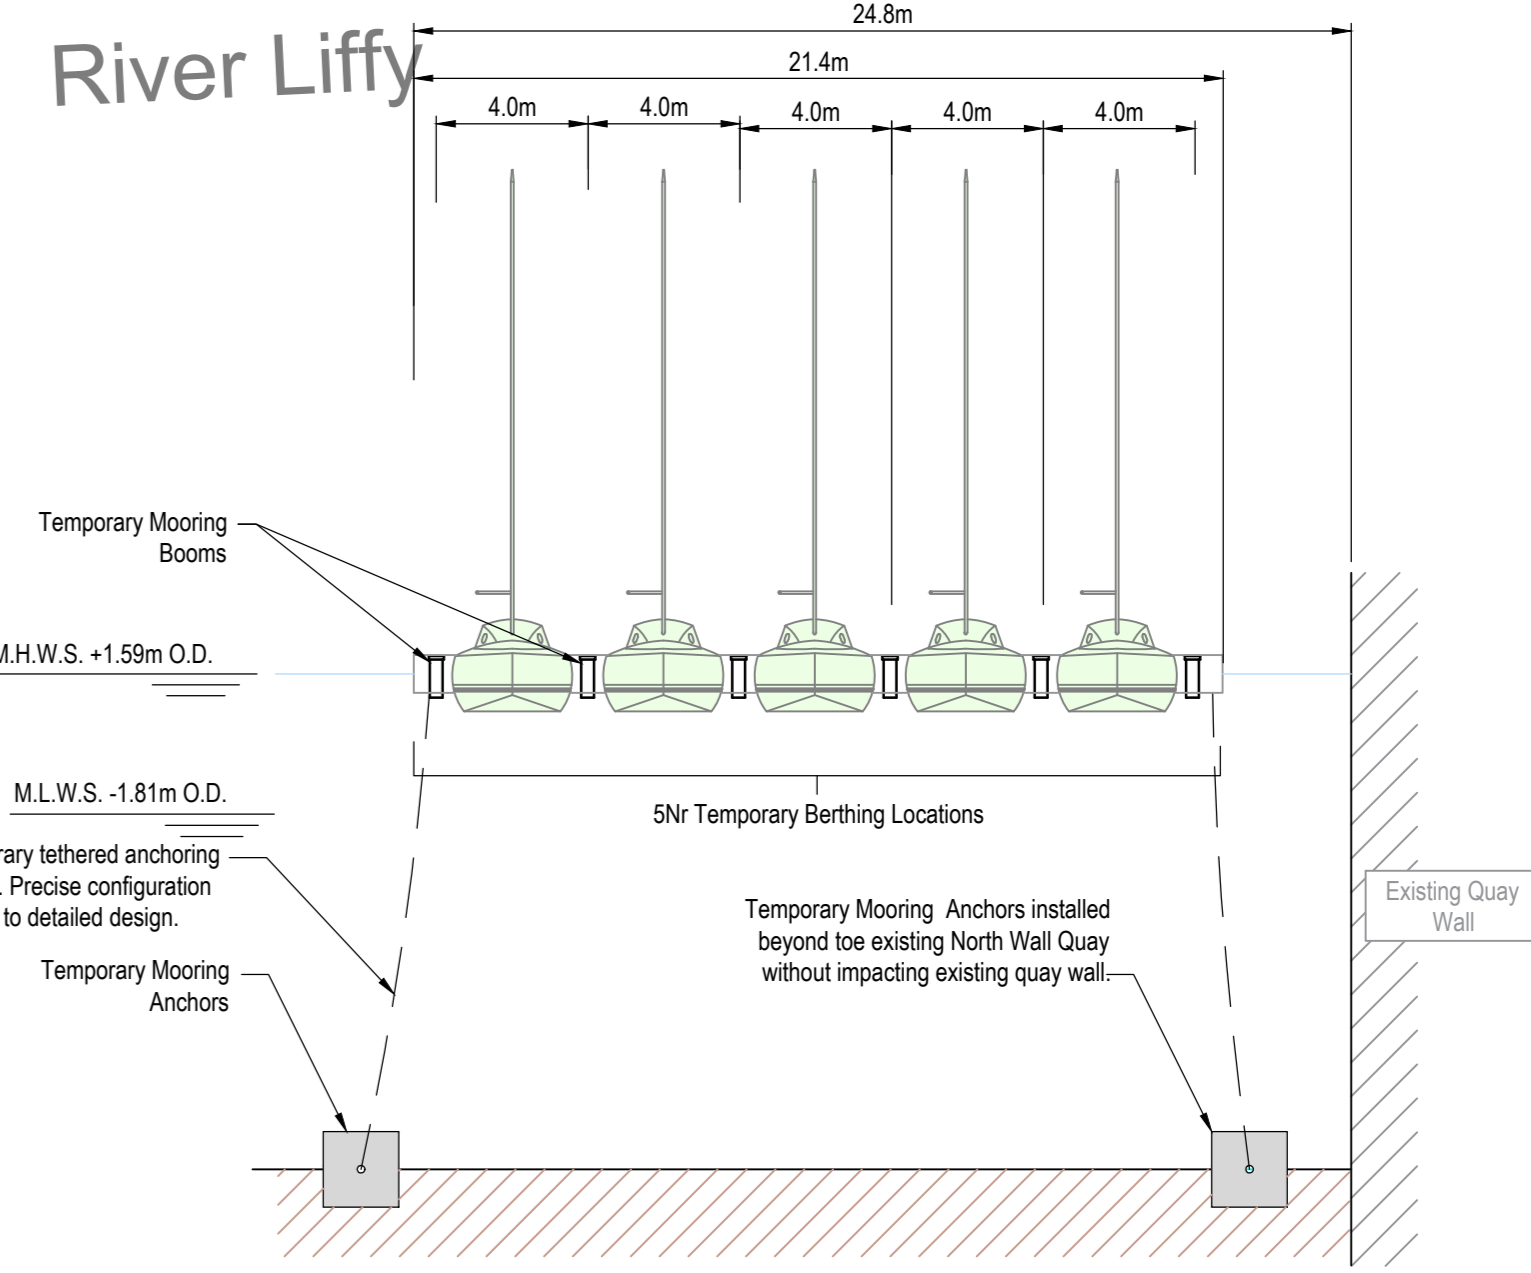 River Liffy
24.8m
21.4m
4.0m 4.0m 4.0m 4.0m 4.0m
Temporary Mooring
Booms
M.H.W.S. +1.59m O.D.
M.L.W.S. -1.81m O.D.
5Nr Temporary Berthing Locations
tethered anchoring
. Precise configuration
to detailed design.
Temporary Mooring
Anchors
Temporary Mooring Anchors installed
beyond toe existing North Wall Quay
without impacting existing quay wall.
Existing Quay
Wall